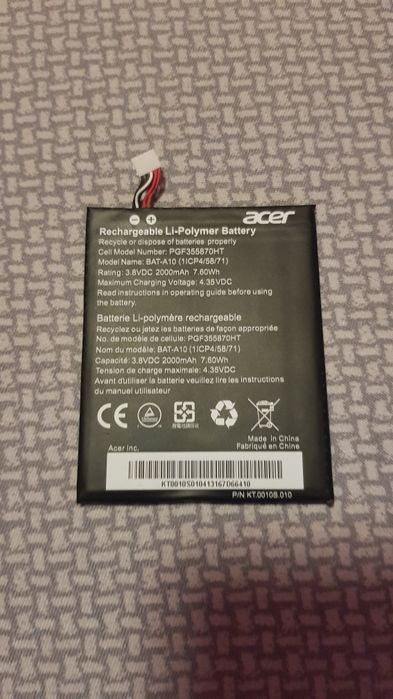 acer
Rechargeable Li-Polymer Battery
Recycle or dispose of batteries properly
Cell Model Number: PGF355870HT
Model Name: BAT-A10 (1ICP4/58/71)
Rating: 3.8VDC 2000mAh 7.60Wh
Maximum Charging Voltage: 4.35VDC
Read instructions in operating guide before using
the battery.
Batterie Li-polymère rechargeable
Recyclez ou jetez les batteries de façon appropriée
No. de modèle de cellule: PGF355870HT
Nom du modèle: BAT-A10 (1ICP4/58/71)
Capacité: 3.8VDC 2000mAh 7.60Wh
Tension de charge maximale: 4.35VDC
Avant d'utiliser la batterie veuillez lire les instructions
du manuel utilisateur
CE
Made in China
Acer Inc.
Fabriqué en Chine
KT0010S010413167D66410
P/N KT.0010S.010